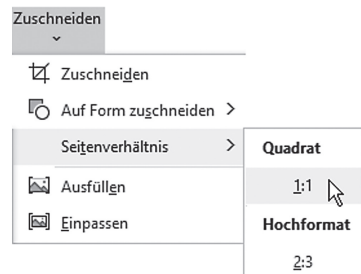 Zuschneiden
Zuschneiden
Auf Form zuschneiden
Seitenverhältnis
Quadrat
Ausfüllen
1:1
Einpassen
Hochformat
2:3